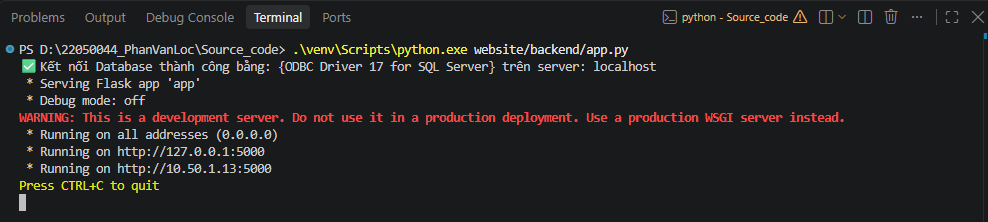 Problems Output Debug Console Terminal Ports python - Source_code
PS D:\22050044_PhanVanLoc\Source_code> .\venv\Scripts\python.exe website/backend/app.py
✅ Kết nối Database thành công bằng: {ODBC Driver 17 for SQL Server} trên server: localhost
* Serving Flask app 'app'
* Debug mode: off
WARNING: This is a development server. Do not use it in a production deployment. Use a production WSGI server instead.
* Running on all addresses (0.0.0.0)
* Running on http://127.0.0.1:5000
* Running on http://10.50.1.13:5000
Press CTRL+C to quit